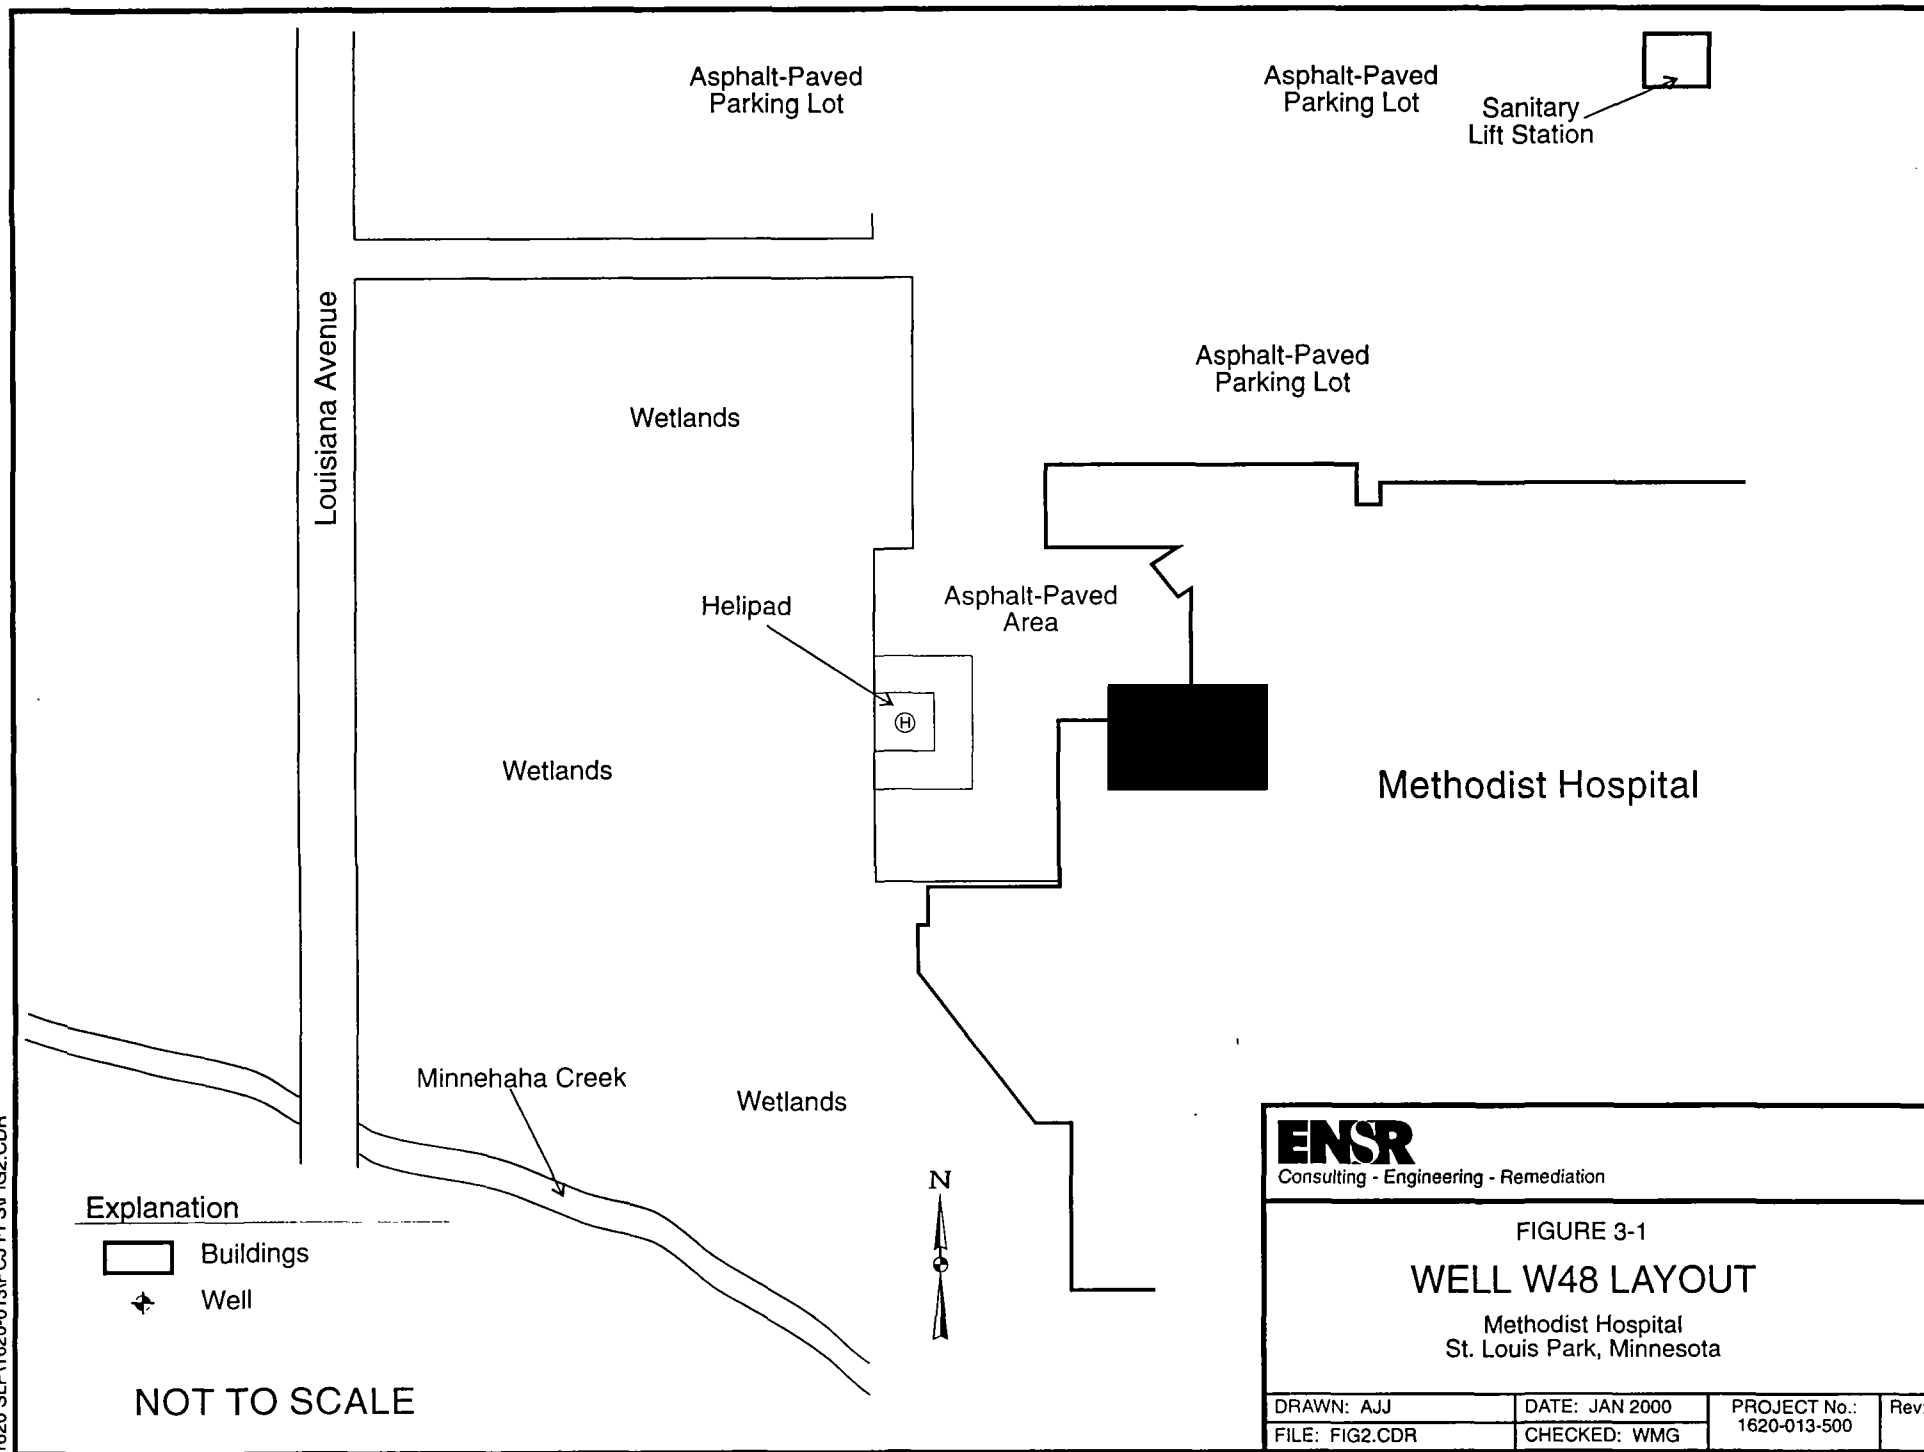 Asphalt-Paved
Parking Lot
Asphalt-Paved
Parking Lot
Sanitary
Lift Station
Louisiana Avenue
Asphalt-Paved
Parking Lot
Wetlands
Helipad
Asphalt-Paved
Area
H
Wetlands
Methodist Hospital
Minnehaha Creek
Wetlands
N
Explanation
Buildings
Well
NOT TO SCALE
ENSR
Consulting - Engineering - Remediation
FIGURE 3-1
WELL W48 LAYOUT
Methodist Hospital
St. Louis Park, Minnesota
DRAWN: AJJ
DATE: JAN 2000
PROJECT No.:
1620-013-500
Rev:
FILE: FIG2.CDR
CHECKED: WMG